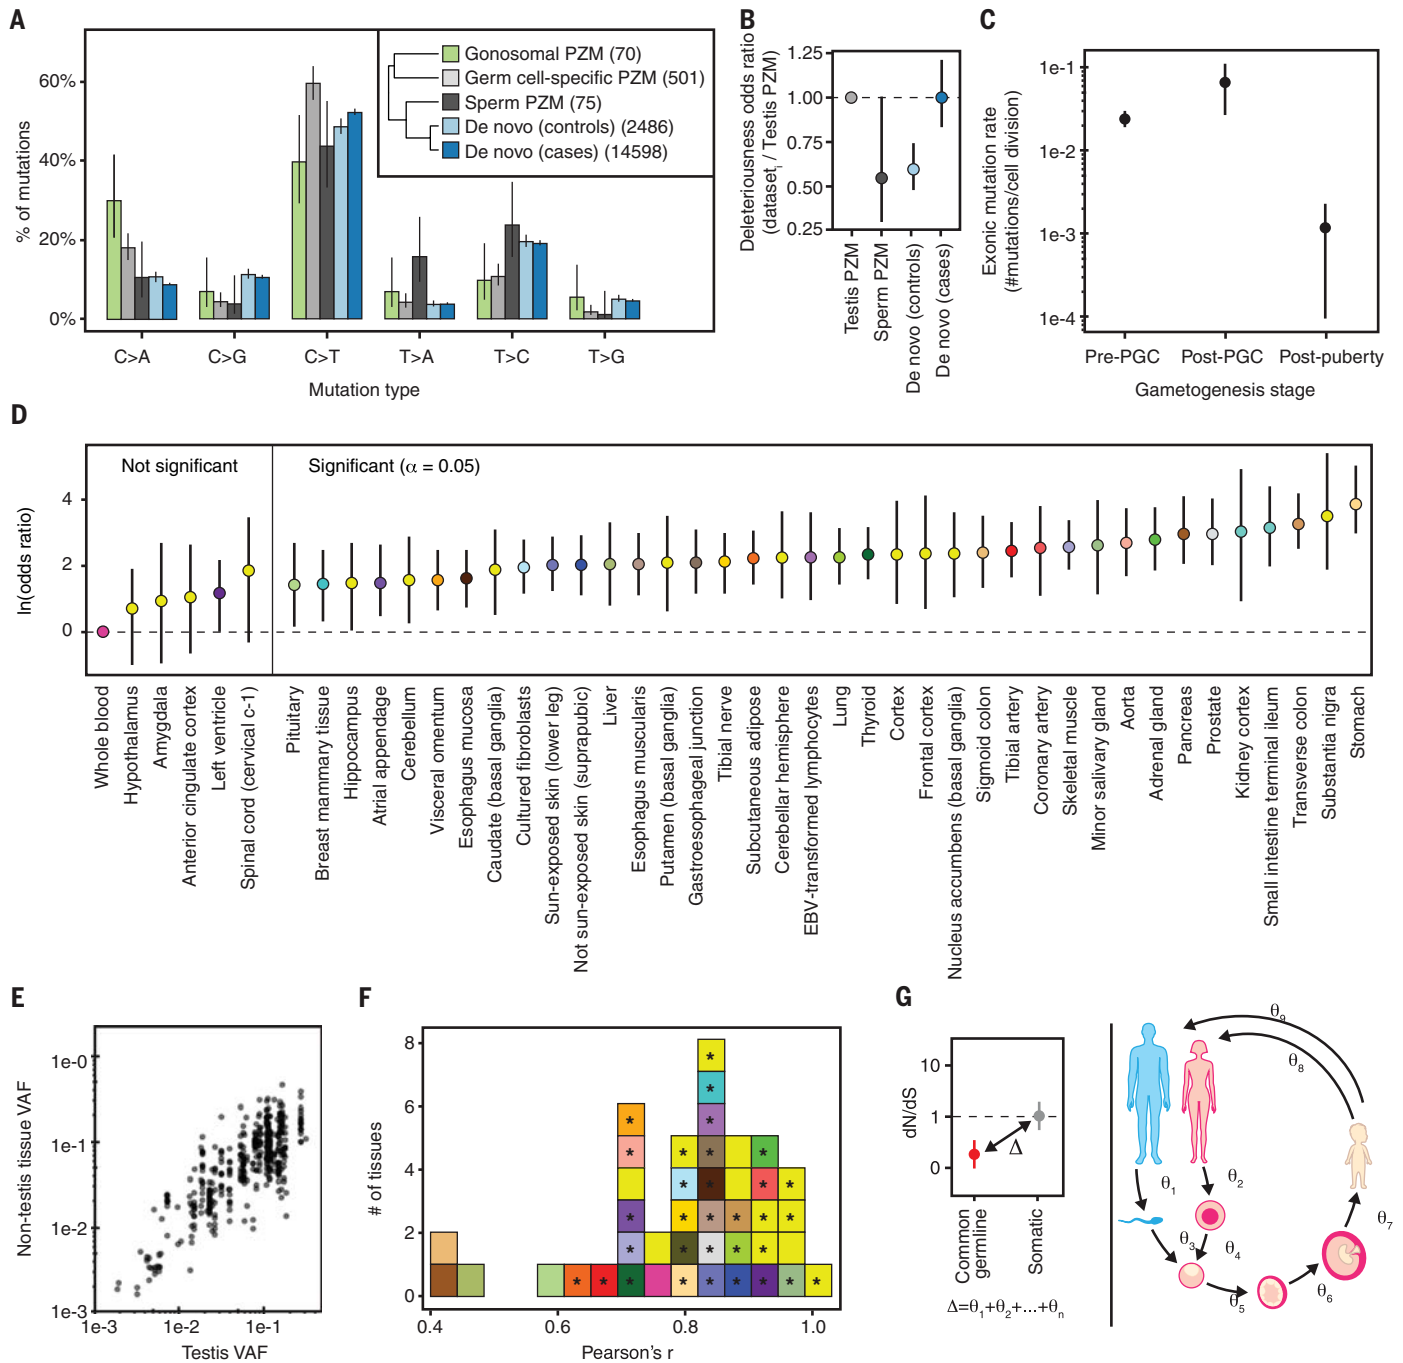 A
60%
40%
20%
0%
% of mutations
Gonosomal PZM (70)
Germ cell-specific PZM (501)
Sperm PZM (75)
De novo (controls) (2486)
De novo (cases) (14598)
C>A
C>G
C>T
T>A
T>C
T>G
Mutation type
B
Deleteriousness odds ratio
(dataset_i / Testis PZM)
1.25
1.00
0.75
0.50
0.25
Testis PZM
Sperm PZM
De novo (controls)
De novo (cases)
C
Exonic mutation rate
(#mutations/cell division)
1e-1
1e-2
1e-3
1e-4
Pre-PGC
Post-PGC
Post-puberty
Gametogenesis stage
D
Not significant
Significant (α = 0.05)
ln(odds ratio)
4
2
0
Whole blood
Hypothalamus
Amygdala
Anterior cingulate cortex
Left ventricle
Spinal cord (cervical c-1)
Pituitary
Breast mammary tissue
Hippocampus
Atrial appendage
Cerebellum
Visceral omentum
Esophagus mucosa
Caudate (basal ganglia)
Cultured fibroblasts
Sun-exposed skin (lower leg)
Not sun-exposed skin (suprapubic)
Liver
Esophagus muscularis
Putamen (basal ganglia)
Gastroesophageal junction
Tibial nerve
Subcutaneous adipose
Cerebellar hemisphere
EBV-transformed lymphocytes
Lung
Thyroid
Cortex
Frontal cortex
Nucleus accumbens (basal ganglia)
Sigmoid colon
Tibial artery
Coronary artery
Skeletal muscle
Minor salivary gland
Aorta
Adrenal gland
Pancreas
Prostate
Kidney cortex
Small intestine terminal ileum
Transverse colon
Substantia nigra
Stomach
E
Non-testis tissue VAF
1e-0
1e-1
1e-2
1e-3
1e-3
1e-2
1e-1
Testis VAF
F
# of tissues
8
6
4
2
0
0.4
0.6
0.8
1.0
Pearson's r
G
dN/dS
10
1
0
Δ
Common
germline
Somatic
Δ=θ1+θ2+...+θn
θ9
θ8
θ1
θ2
θ3
θ4
θ5
θ6
θ7